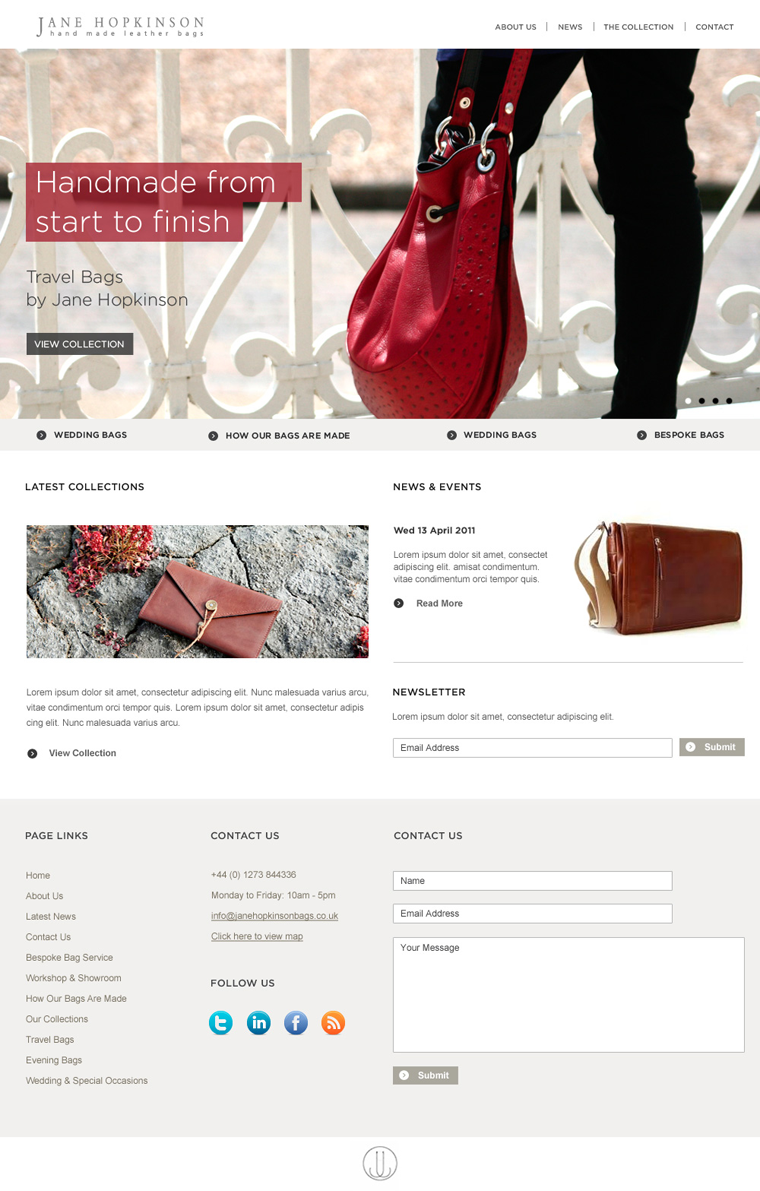 JANE HOPKINSON
hand made leather bags
ABOUT US | NEWS | THE COLLECTION | CONTACT
Handmade from
start to finish
Travel Bags
by Jane Hopkinson
VIEW COLLECTION
WEDDING BAGS
HOW OUR BAGS ARE MADE
WEDDING BAGS
BESPOKE BAGS
LATEST COLLECTIONS
Lorem ipsum dolor sit amet, consectetur adipiscing elit. Nunc malesuada varius arcu,
vitae condimentum turpis quis. Lorem ipsum dolor sit amet, consectetur adipis
cing elit. Nunc malesuada varius arcu.
View Collection
NEWS & EVENTS
Wed 13 April 2011
Lorem ipsum dolor sit amet, consectet
adipiscing elit. amisat condimentum.
vitae condimentum orci tempor quis.
Read More
NEWSLETTER
Lorem ipsum dolor sit amet, consectetur adipiscing elit.
Email Address
Submit
PAGE LINKS
Home
About Us
Latest News
Contact Us
Bespoke Bag Service
Workshop & Showroom
How Our Bags Are Made
Our Collections
Travel Bags
Evening Bags
Wedding & Special Occasions
CONTACT US
+44 (0) 1273 844336
Monday to Friday: 10am - 5pm
info@janehopkinsonbags.co.uk
Click here to view map
FOLLOW US
CONTACT US
Name
Email Address
Your Message
Submit